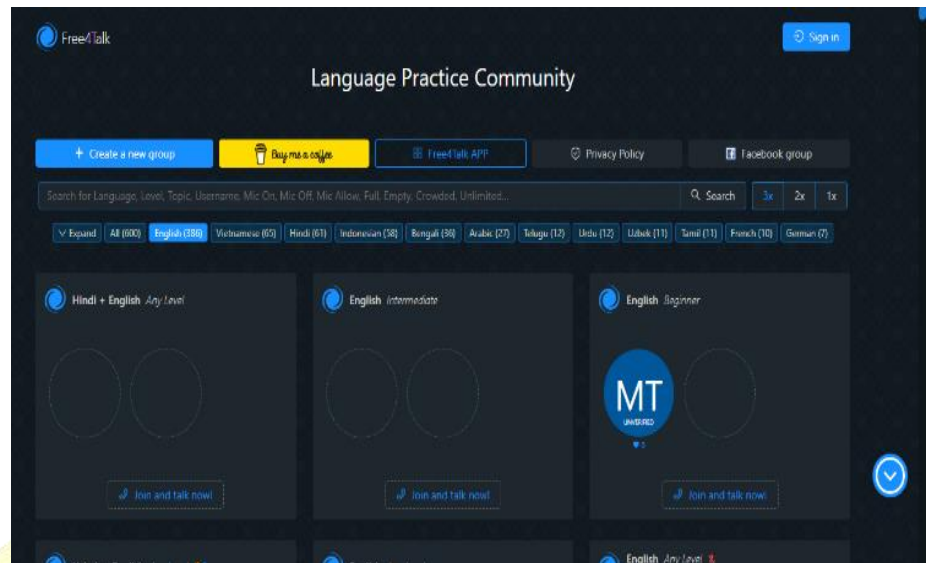 Free4Talk
Sign in
Language Practice Community
+ Create a new group
Buy me a coffee
Free4Talk APP
Privacy Policy
Facebook group
Search for Language, Level, Topic, Username, Mic On, Mic Off, Mic Allow, Full, Empty, Crowded, Unlimited...
Search
3x 2x 1x
Expand All (600) English (386) Vietnamese (65) Hindi (61) Indonesian (58) Bengali (36) Arabic (27) Telugu (12) Urdu (12) Uzbek (11) Tamil (11) French (10) German (7)
Hindi + English Any Level
English Intermediate
English Beginner
MT
UNVERIFIED
0
Join and talk now!
Join and talk now!
Join and talk now!
English Any Level